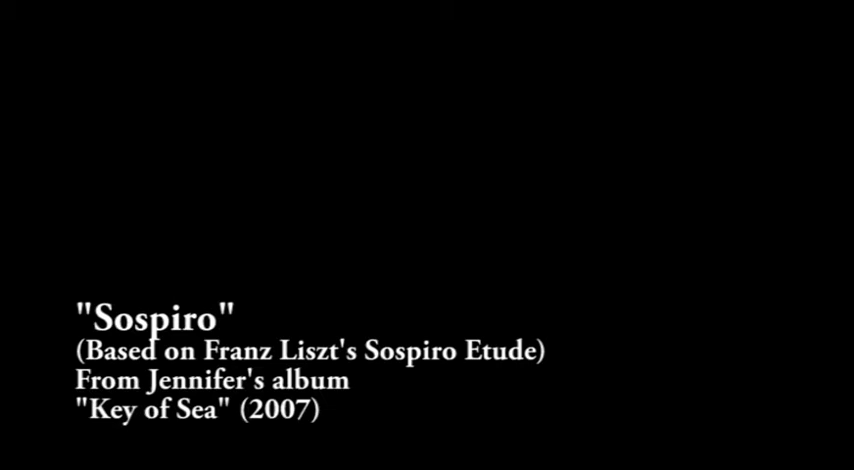 "Sospiro"
(Based on Franz Liszt's Sospiro Etude)
From Jennifer's album
"Key of Sea" (2007)